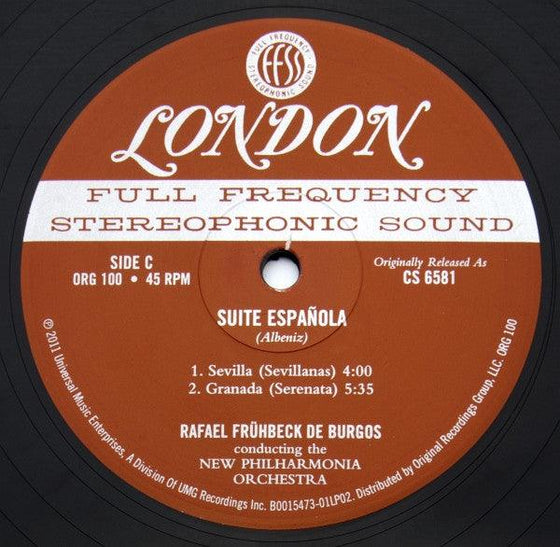 FULL FREQUENCY
FFSS
STEREOPHONIC SOUND
LONDON
FULL FREQUENCY
STEREOPHONIC SOUND
SIDE C
ORG 100 • 45 RPM
Originally Released As
CS 6581
SUITE ESPAÑOLA
(Albeniz)
1. Sevilla (Sevillanas) 4:00
2. Granada (Serenata) 5:35
RAFAEL FRÜHBECK DE BURGOS
conducting the
NEW PHILHARMONIA
ORCHESTRA
℗ 2011 Universal Music Enterprises, A Division Of UMG Recordings Inc. B0015473-01LP02. Distributed by Original Recordings Group, LLC. ORG 100